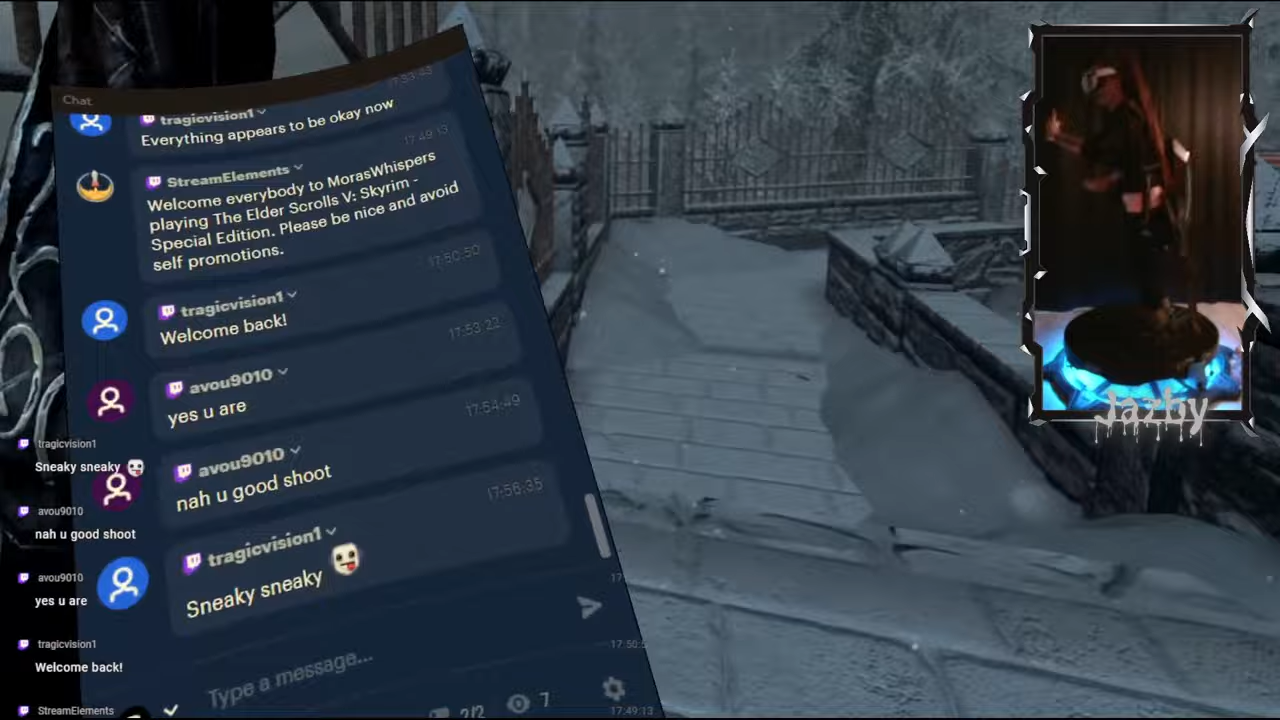 Chat
17:33:43
tragicvision1
Everything appears to be okay now
17:49:13
StreamElements
Welcome everybody to MorasWhispers
playing The Elder Scrolls V: Skyrim -
Special Edition. Please be nice and avoid
self promotions.
17:50:50
tragicvision1
Welcome back!
17:53:22
avou9010
yes u are
17:54:49
avou9010
nah u good shoot
17:56:35
tragicvision1
Sneaky sneaky
Type a message...
2/2
7
tragicvision1
Sneaky sneaky
avou9010
nah u good shoot
avou9010
yes u are
tragicvision1
Welcome back!
StreamElements
17:49:13
Jazhy